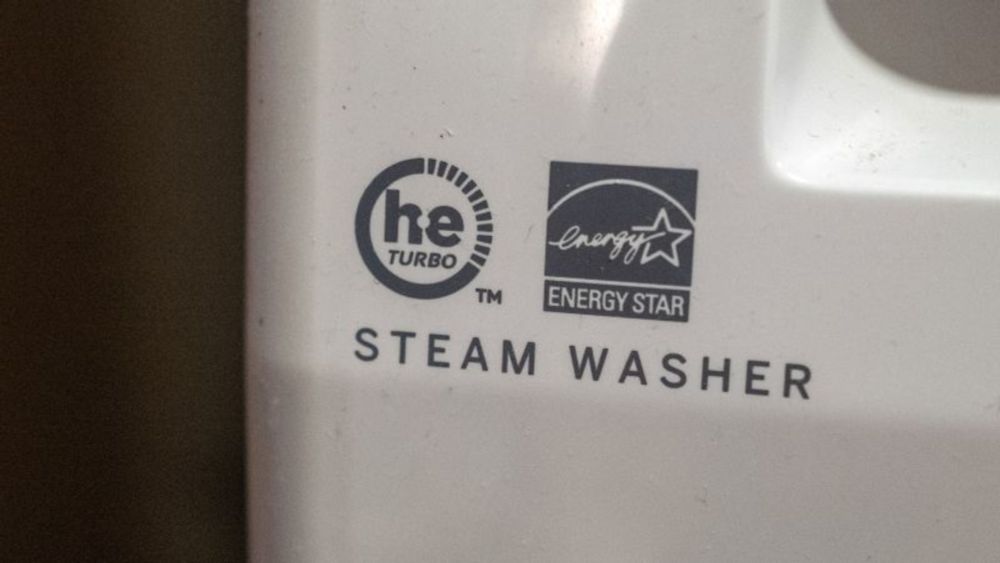 he
TURBO
TM
energy
ENERGY STAR
STEAM WASHER